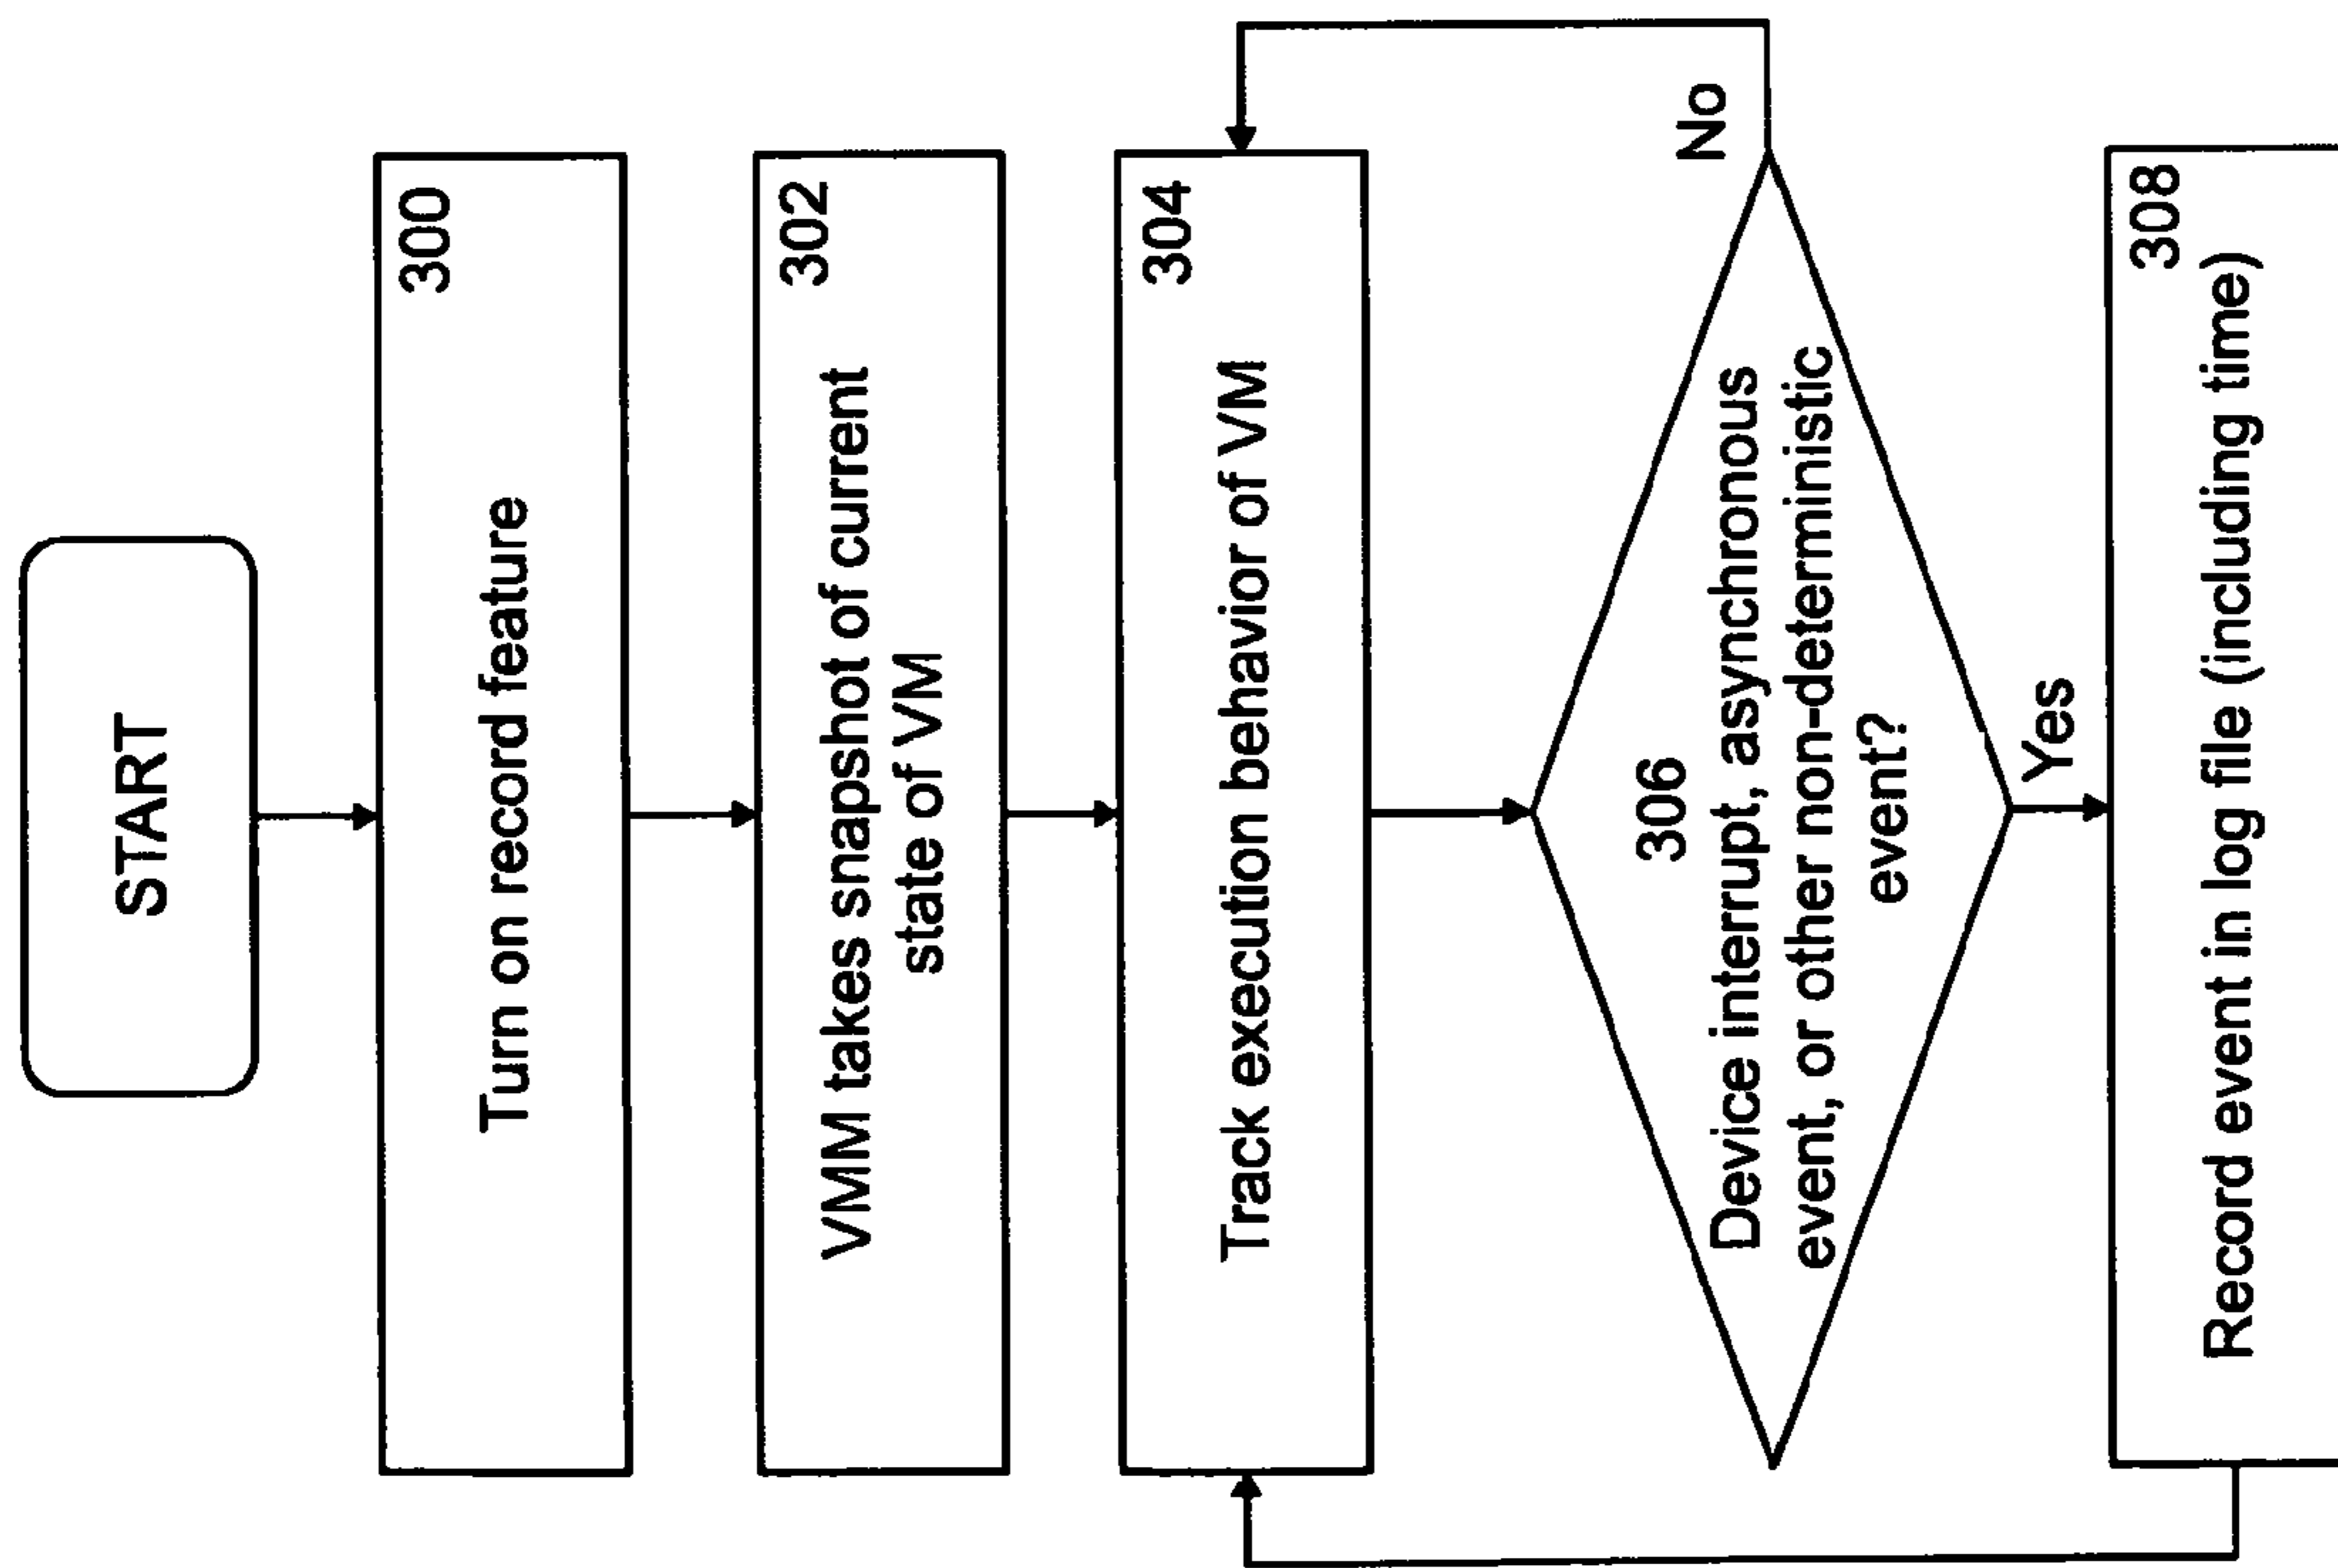 START
300
Turn on record feature
302
VMM takes snapshot of current
state of VM
304
Track execution behavior of VM
306
Device interrupt, asynchronous
event, or other non-deterministic
event?
No
Yes
308
Record event in log file (including time)